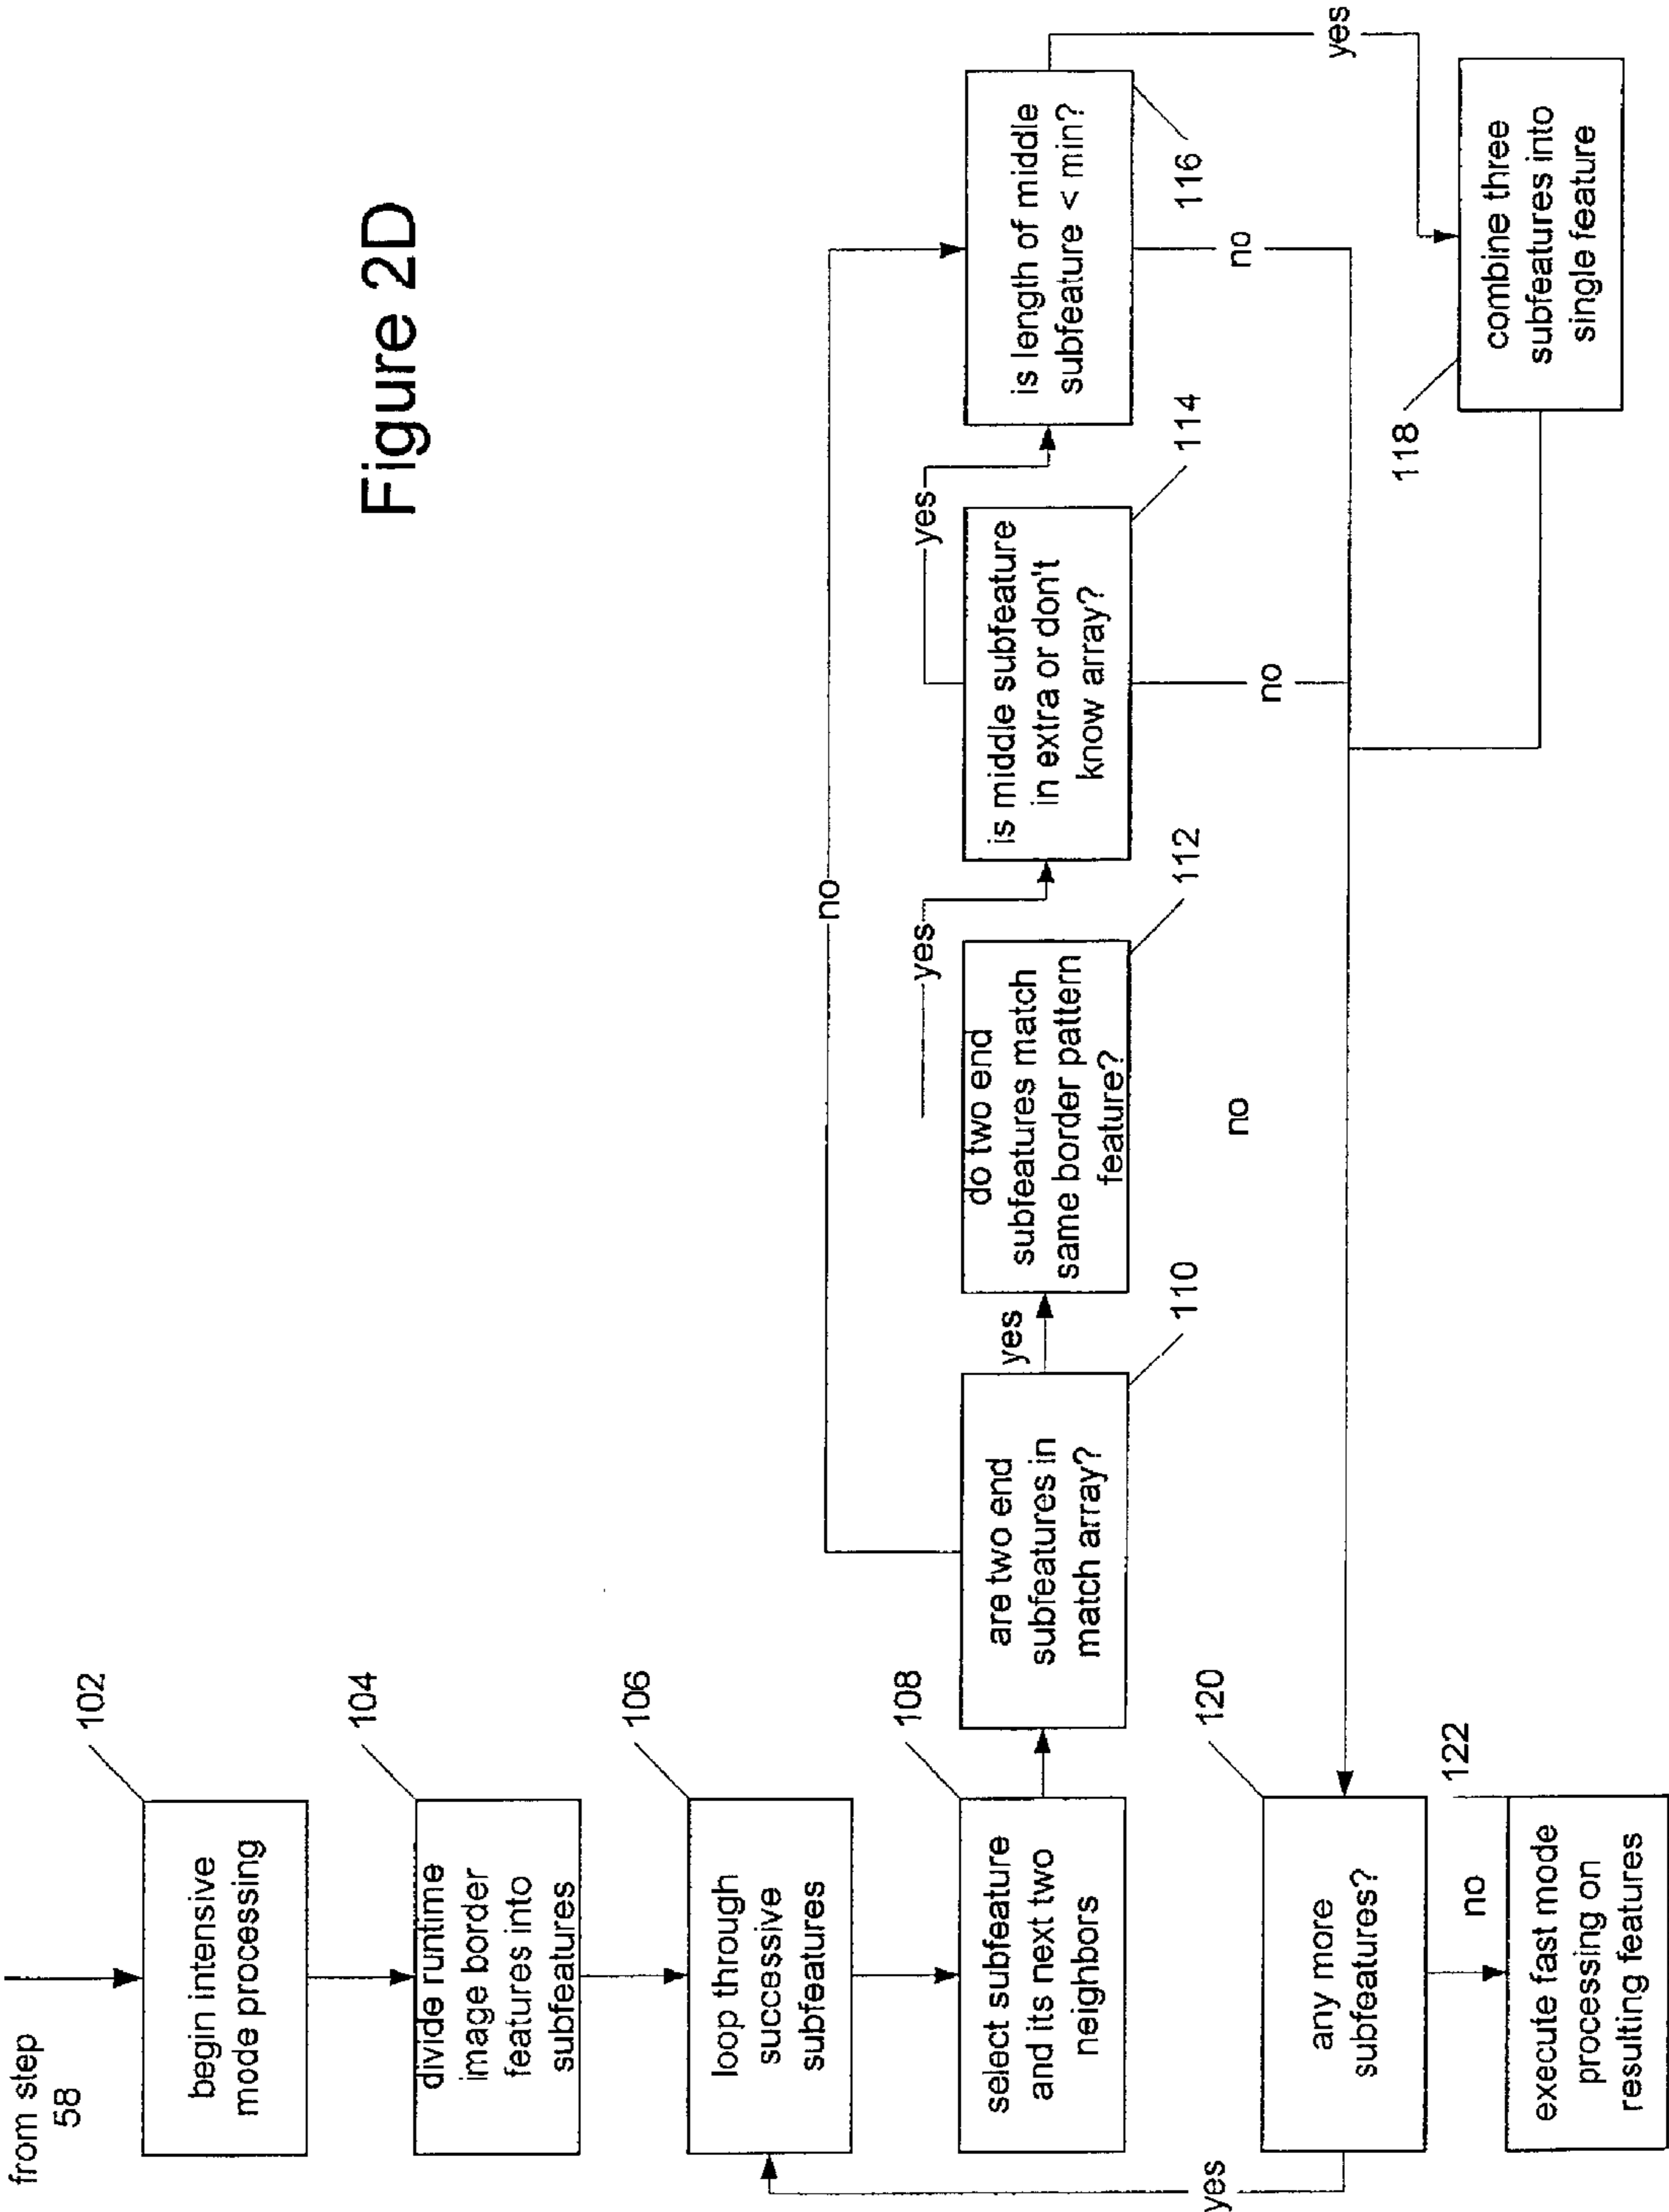 Figure 2D
from step
58
102
begin intensive
mode processing
104
divide runtime
image border
features into
subfeatures
106
loop through
successive
subfeatures
108
select subfeature
and its next two
neighbors
110
are two end
subfeatures in
match array?
no
yes
112
do two end
subfeatures match
same border pattern
feature?
yes
no
114
is middle subfeature
in extra or don't
know array?
yes
no
116
is length of middle
subfeature < min?
yes
no
118
combine three
subfeatures into
single feature
120
any more
subfeatures?
yes
no
122
execute fast mode
processing on
resulting features